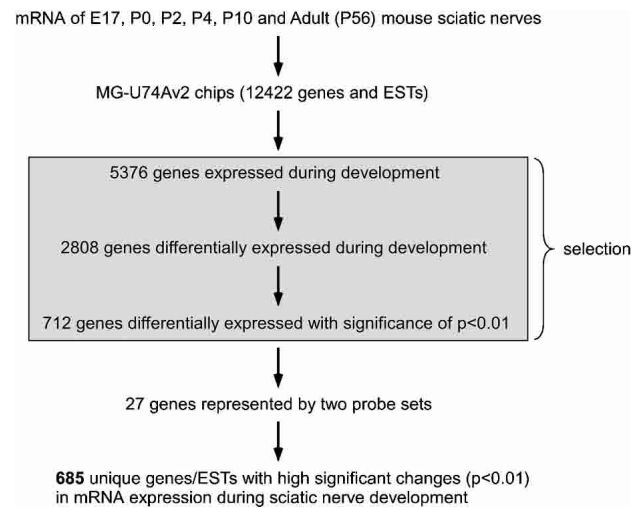 mRNA of E17, P0, P2, P4, P10 and Adult (P56) mouse sciatic nerves
MG-U74Av2 chips (12422 genes and ESTs)
5376 genes expressed during development
2808 genes differentially expressed during development
selection
712 genes differentially expressed with significance of p<0.01
27 genes represented by two probe sets
685 unique genes/ESTs with high significant changes (p<0.01)
in mRNA expression during sciatic nerve development